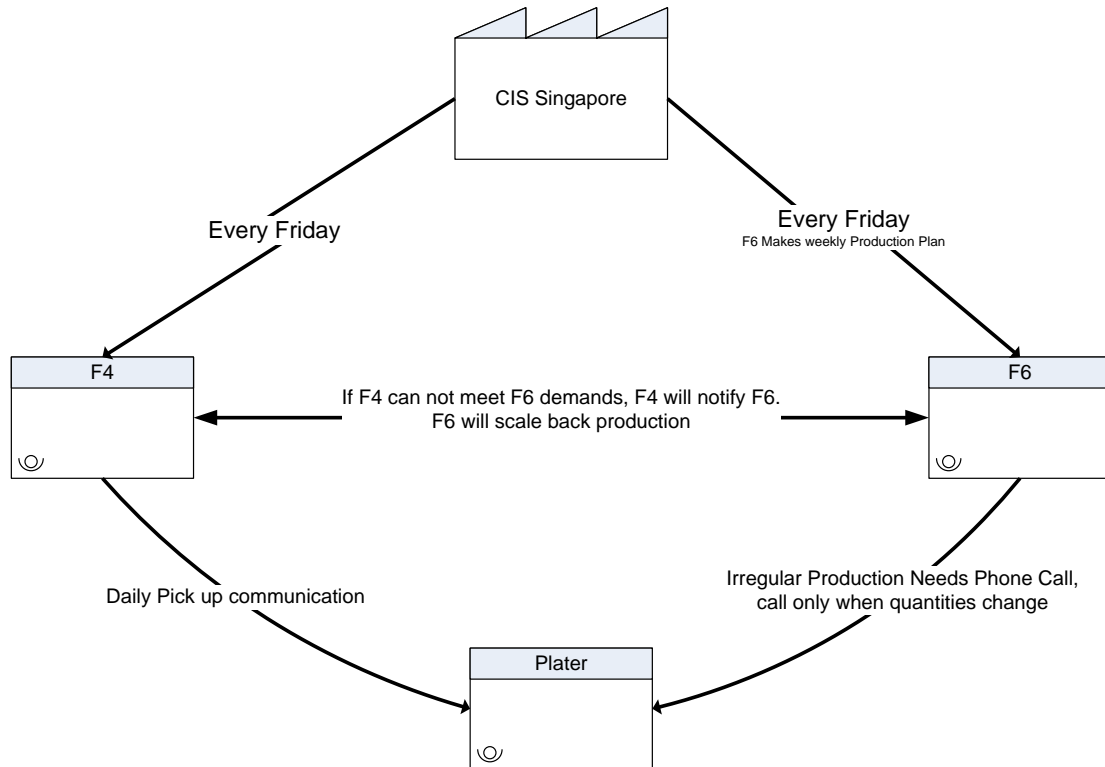 CIS Singapore
Every Friday
Every Friday
F6 Makes weekly Production Plan
F4
F6
If F4 can not meet F6 demands, F4 will notify F6.
F6 will scale back production
Daily Pick up communication
Irregular Production Needs Phone Call,
call only when quantities change
Plater